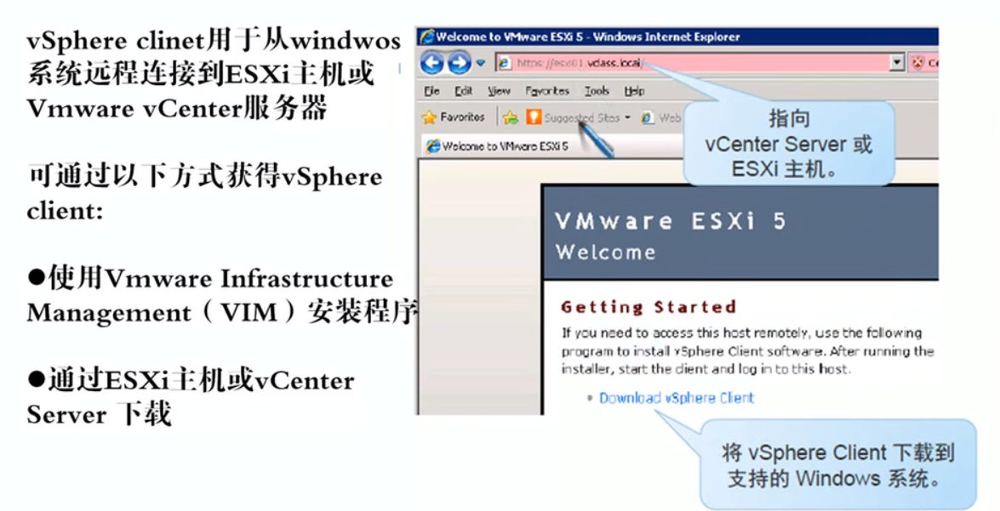 vSphere clinet用于从windwos
系统远程连接到ESXi主机或
Vmware vCenter服务器
可通过以下方式获得vSphere
client:
●使用Vmware Infrastructure
Management（VIM）安装程序
●通过ESXi主机或vCenter
Server 下载
Welcome to VMware ESXi 5 - Windows Internet Explorer
https://esxi01.vclass.local/
Ce
File Edit View Favorites Tools Help
Favorites Suggested Sites Web
Welcome to VMware ESXi 5
指向
vCenter Server 或
ESXi 主机。
VMware ESXi 5
Welcome
Getting Started
If you need to access this host remotely, use the following
program to install vSphere Client software. After running the
installer, start the client and log in to this host.
• Download vSphere Client
将 vSphere Client 下载到
支持的 Windows 系统。